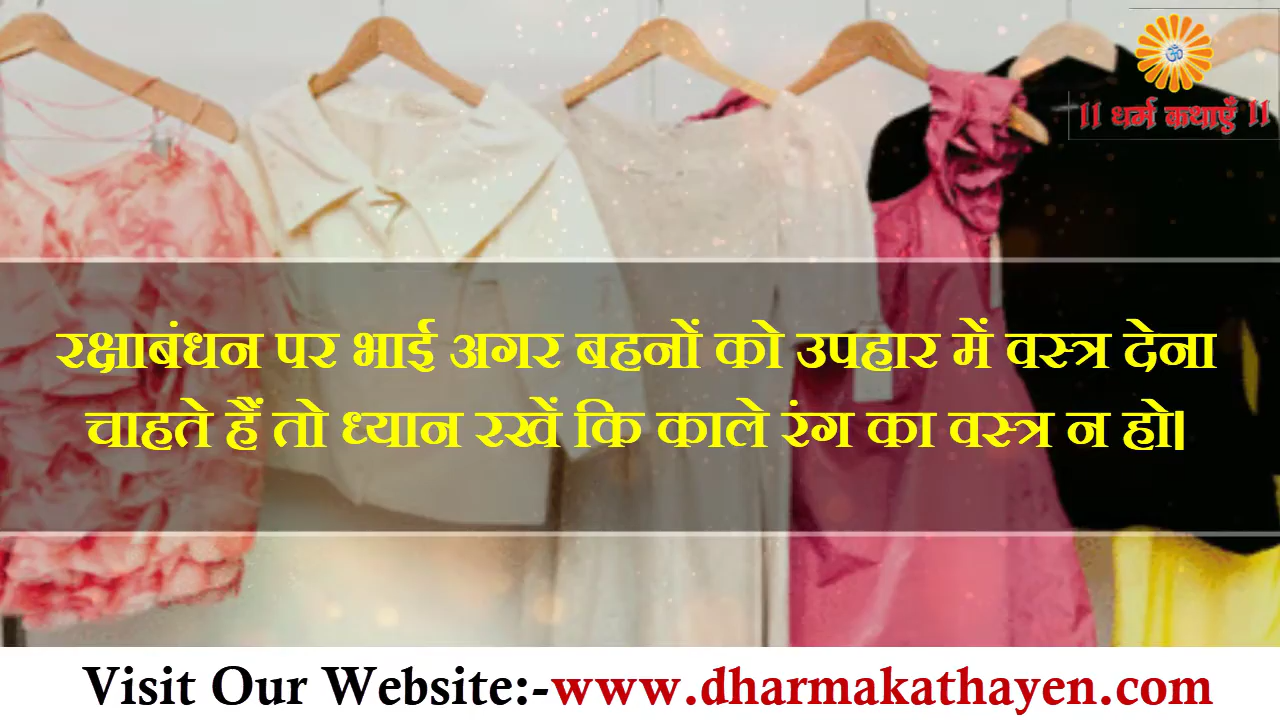 ॐ
।। धर्म कथाएँ ।।
रक्षाबंधन पर भाई अगर बहनों को उपहार में वस्त्र देना
चाहते हैं तो ध्यान रखें कि काले रंग का वस्त्र न हो।
Visit Our Website:-www.dharmakathayen.com